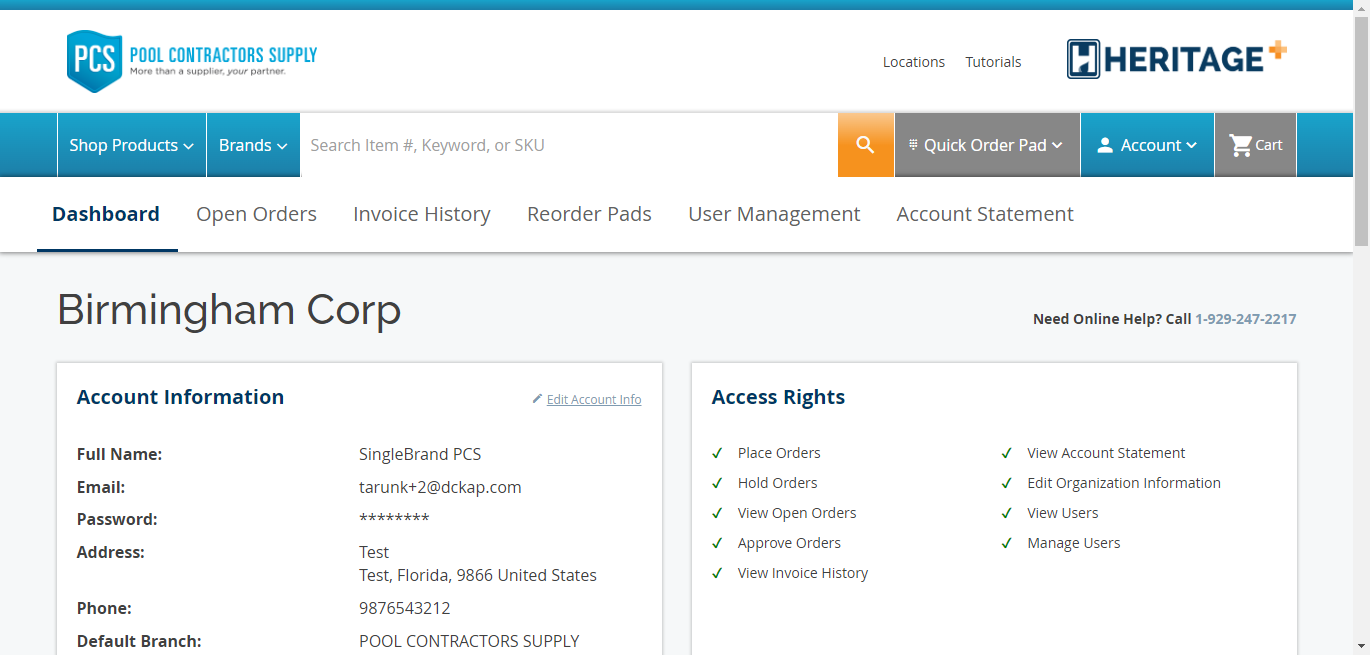 PCS POOL CONTRACTORS SUPPLY
More than a supplier, your partner.
Locations Tutorials
HERITAGE
Shop Products Brands Search Item #, Keyword, or SKU Quick Order Pad Account Cart
Dashboard Open Orders Invoice History Reorder Pads User Management Account Statement
Birmingham Corp
Need Online Help? Call 1-929-247-2217
Account Information
Edit Account Info
Full Name: SingleBrand PCS
Email: tarunk+2@dckap.com
Password: ********
Address: Test
Test, Florida, 9866 United States
Phone: 9876543212
Default Branch: POOL CONTRACTORS SUPPLY
Access Rights
Place Orders
Hold Orders
View Open Orders
Approve Orders
View Invoice History
View Account Statement
Edit Organization Information
View Users
Manage Users